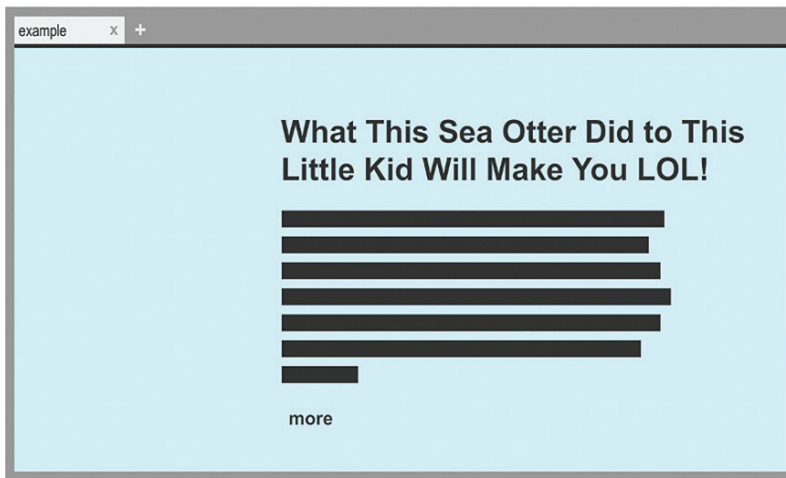 example x +
What This Sea Otter Did to This
Little Kid Will Make You LOL!
more